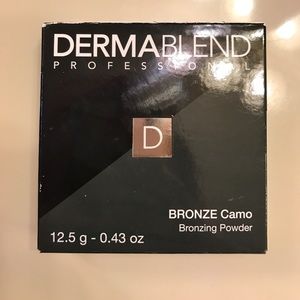 DERMABLEND
PROFESSIONAL
D
BRONZE Camo
Bronzing Powder
12.5 g - 0.43 oz